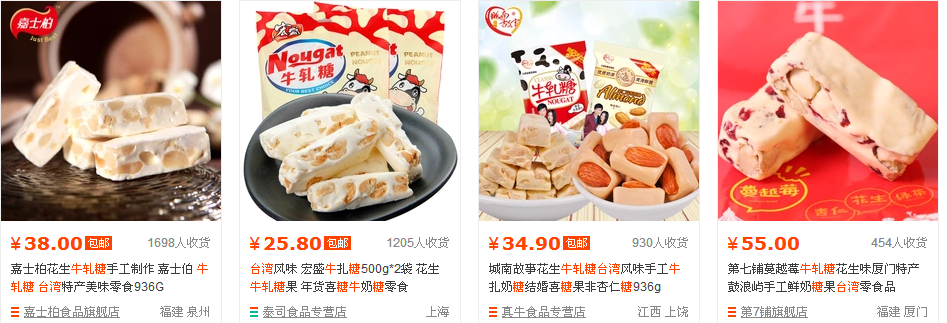 嘉士柏
Just Be
宏盛
Nougat
牛轧糖
YOUR BEST CHOICE
PEANUT
NOUGAT
城南故事
CLASSIC
牛轧糖
NOUGAT
Almond
牛
蔓越莓
杏仁
花生
抹茶
¥38.00 包邮 1698人收货
嘉士柏花生牛轧糖手工制作 嘉士伯 牛
轧糖 台湾特产美味零食936G
嘉士柏食品旗舰店 福建 泉州
¥25.80 包邮 1205人收货
台湾风味 宏盛牛扎糖500g*2袋 花生
牛轧糖果 年货喜糖牛奶糖零食
泰司食品专营店 上海
¥34.90 包邮 930人收货
城南故事花生牛轧糖台湾风味手工牛
扎奶糖结婚喜糖果非杏仁糖936g
真牛食品专营店 江西 上饶
¥55.00 454人收货
第七铺蔓越莓牛轧糖花生味厦门特产
鼓浪屿手工鲜奶糖果台湾零食品
第7铺旗舰店 福建 厦门